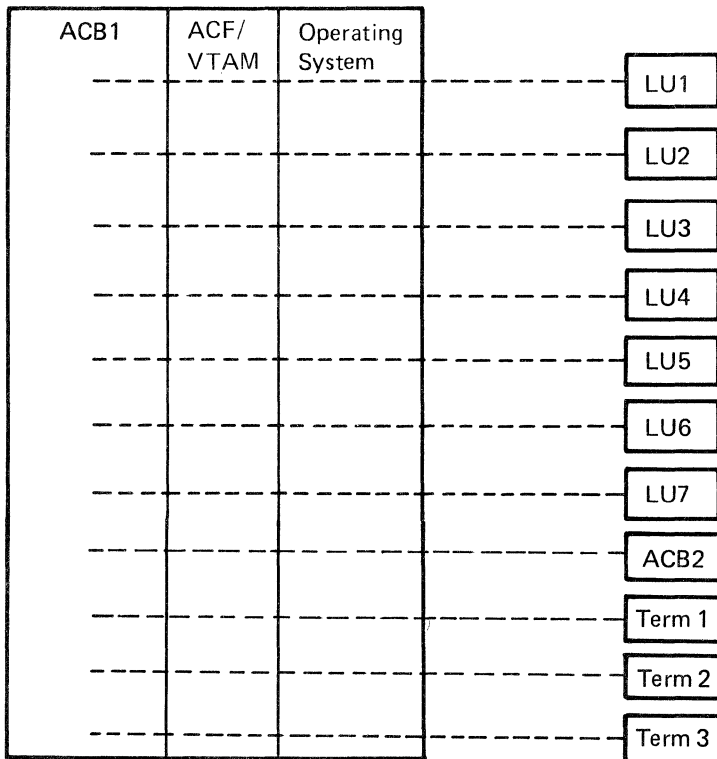 ACB1
ACF/
VTAM
Operating
System
LU1
LU2
LU3
LU4
LU5
LU6
LU7
ACB2
Term 1
Term 2
Term 3